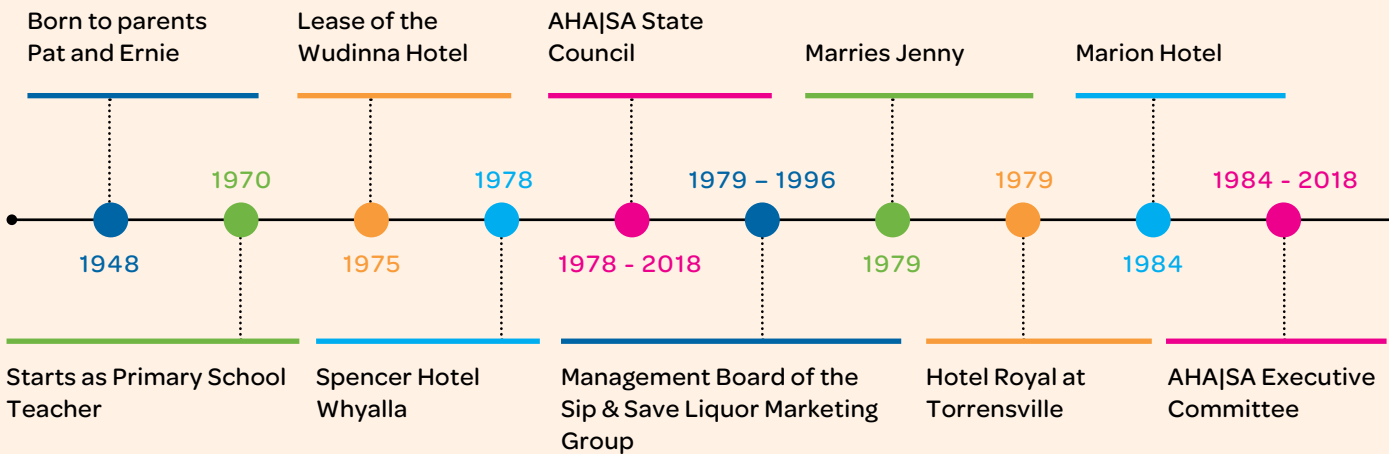 Born to parents
Pat and Ernie
Lease of the
Wudinna Hotel
AHA|SA State
Council
Marries Jenny
Marion Hotel
1970
1978
1979 – 1996
1979
1984 - 2018
1948
1975
1978 - 2018
1979
1984
Starts as Primary School
Teacher
Spencer Hotel
Whyalla
Management Board of the
Sip & Save Liquor Marketing
Group
Hotel Royal at
Torrensville
AHA|SA Executive
Committee